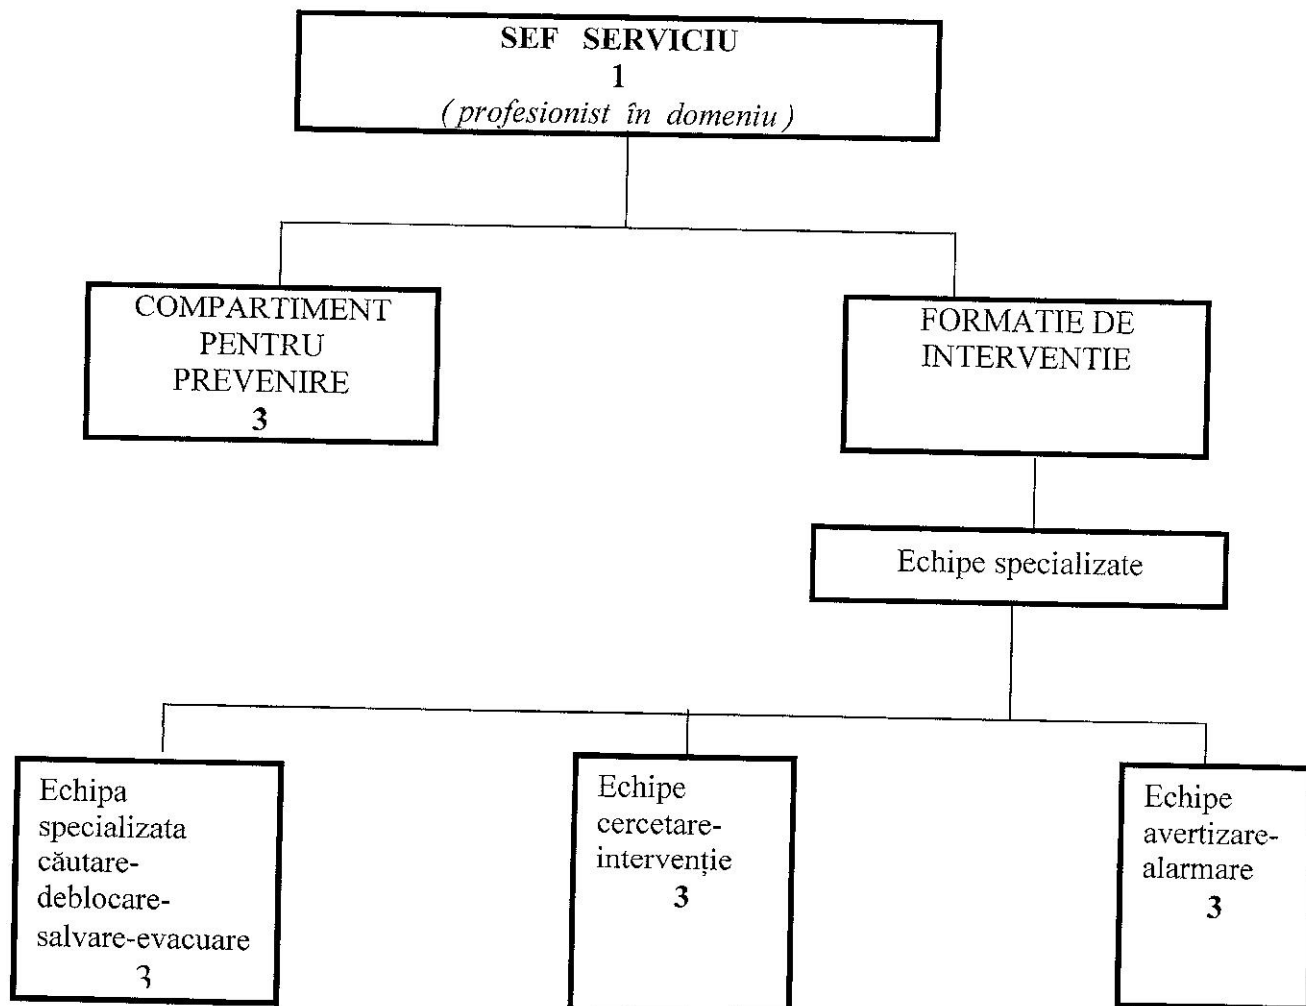 SEF SERVICIU
1
(profesionist în domeniu)
COMPARTIMENT
PENTRU
PREVENIRE
3
FORMATIE DE
INTERVENTIE
Echipe specializate
Echipa
specializata
căutare-
deblocare-
salvare-evacuare
3
Echipe
cercetare-
intervenție
3
Echipe
avertizare-
alarmare
3